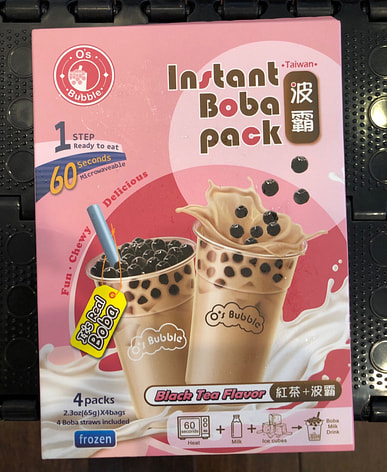 O's
Bubble
Instant
Boba
pack
•Taiwan•
波霸
1 STEP
Ready to eat
60 Seconds
Microwaveable
Fun · Chewy · Delicious
It's Real
Boba
O's Bubble
O's Bubble
4 packs
2.3oz(65g)X4bags
4 Boba straws included
frozen
Black Tea Flavor 紅茶+波霸
60
SECONDS
Heat + Milk + Ice cubes
Boba
Milk
Drink